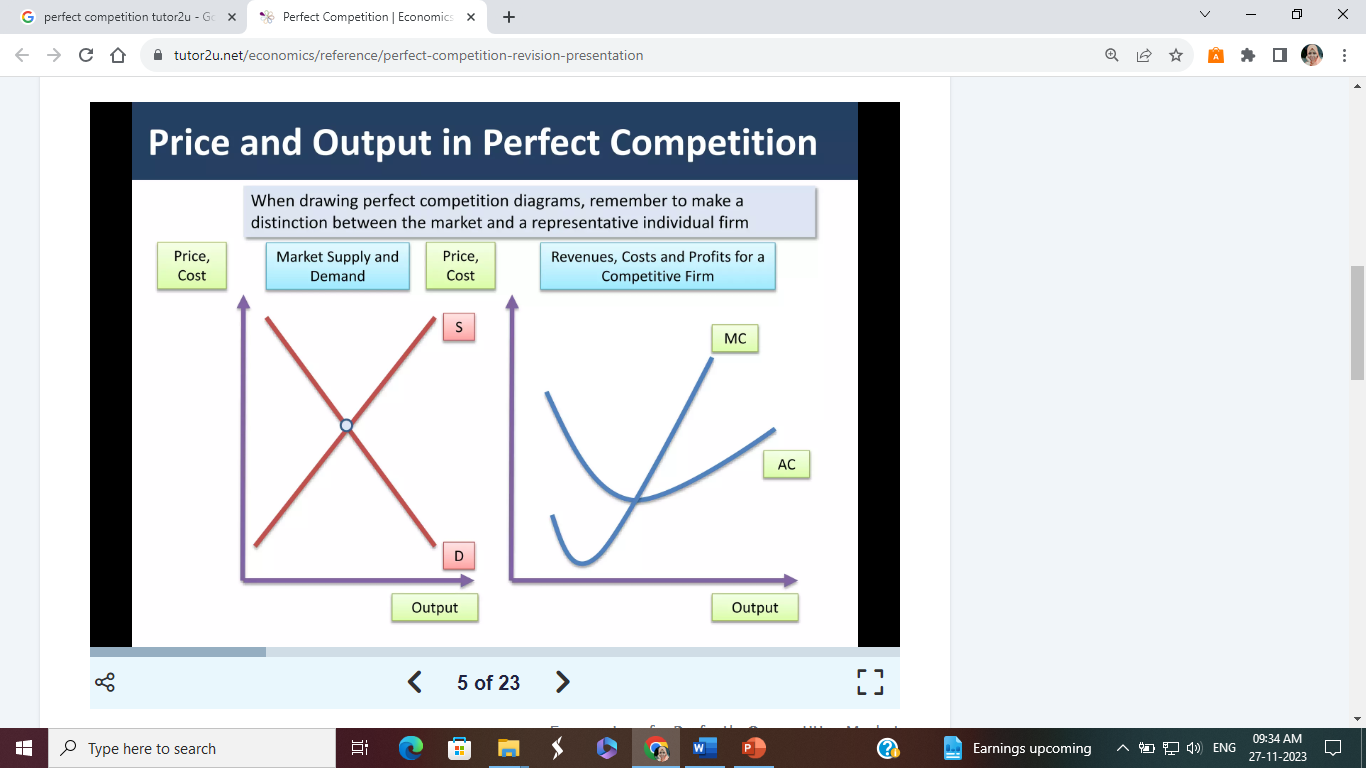 perfect competition tutor2u - Go
Perfect Competition | Economics
tutor2u.net/economics/reference/perfect-competition-revision-presentation
Price and Output in Perfect Competition
When drawing perfect competition diagrams, remember to make a
distinction between the market and a representative individual firm
Price,
Cost
Market Supply and
Demand
Price,
Cost
Revenues, Costs and Profits for a
Competitive Firm
S
MC
AC
D
Output
Output
5 of 23
Type here to search
Earnings upcoming
ENG
09:34 AM
27-11-2023